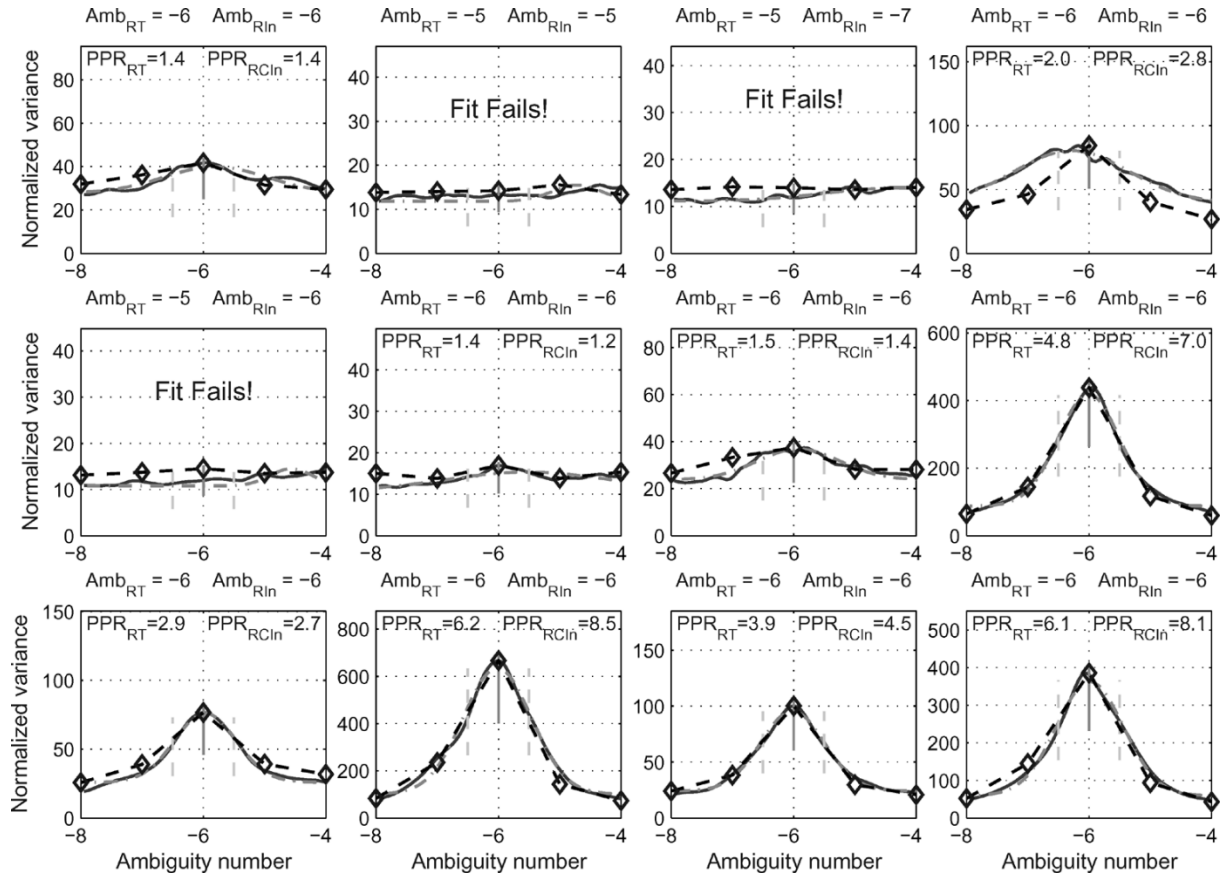 Amb_RT = −6 Amb_RIn = −6 Amb_RT = −5 Amb_RIn = −5 Amb_RT = −5 Amb_RIn = −7 Amb_RT = −6 Amb_RIn = −6
PPR_RT=1.4 PPR_RCIn=1.4
80
60
40
20
0
−8 −6 −4
Normalized variance
Fit Fails!
40
30
20
10
0
−8 −6 −4
Fit Fails!
40
30
20
10
0
−8 −6 −4
PPR_RT=2.0 PPR_RCIn=2.8
150
100
50
0
−8 −6 −4
Amb_RT = −5 Amb_RIn = −6 Amb_RT = −6 Amb_RIn = −6 Amb_RT = −6 Amb_RIn = −6 Amb_RT = −6 Amb_RIn = −6
Fit Fails!
40
30
20
10
0
−8 −6 −4
Normalized variance
PPR_RT=1.4 PPR_RCIn=1.2
50
40
30
20
10
0
−8 −6 −4
PPR_RT=1.5 PPR_RCIn=1.4
80
60
40
20
0
−8 −6 −4
PPR_RT=4.8 PPR_RCIn=7.0
600
400
200
0
−8 −6 −4
Amb_RT = −6 Amb_RIn = −6 Amb_RT = −6 Amb_RIn = −6 Amb_RT = −6 Amb_RIn = −6 Amb_RT = −6 Amb_RIn = −6
PPR_RT=2.9 PPR_RCIn=2.7
150
100
50
0
−8 −6 −4
Normalized variance
Ambiguity number
PPR_RT=6.2 PPR_RCIn=8.5
800
600
400
200
0
−8 −6 −4
Ambiguity number
PPR_RT=3.9 PPR_RCIn=4.5
150
100
50
0
−8 −6 −4
Ambiguity number
PPR_RT=6.1 PPR_RCIn=8.1
500
400
300
200
100
0
−8 −6 −4
Ambiguity number